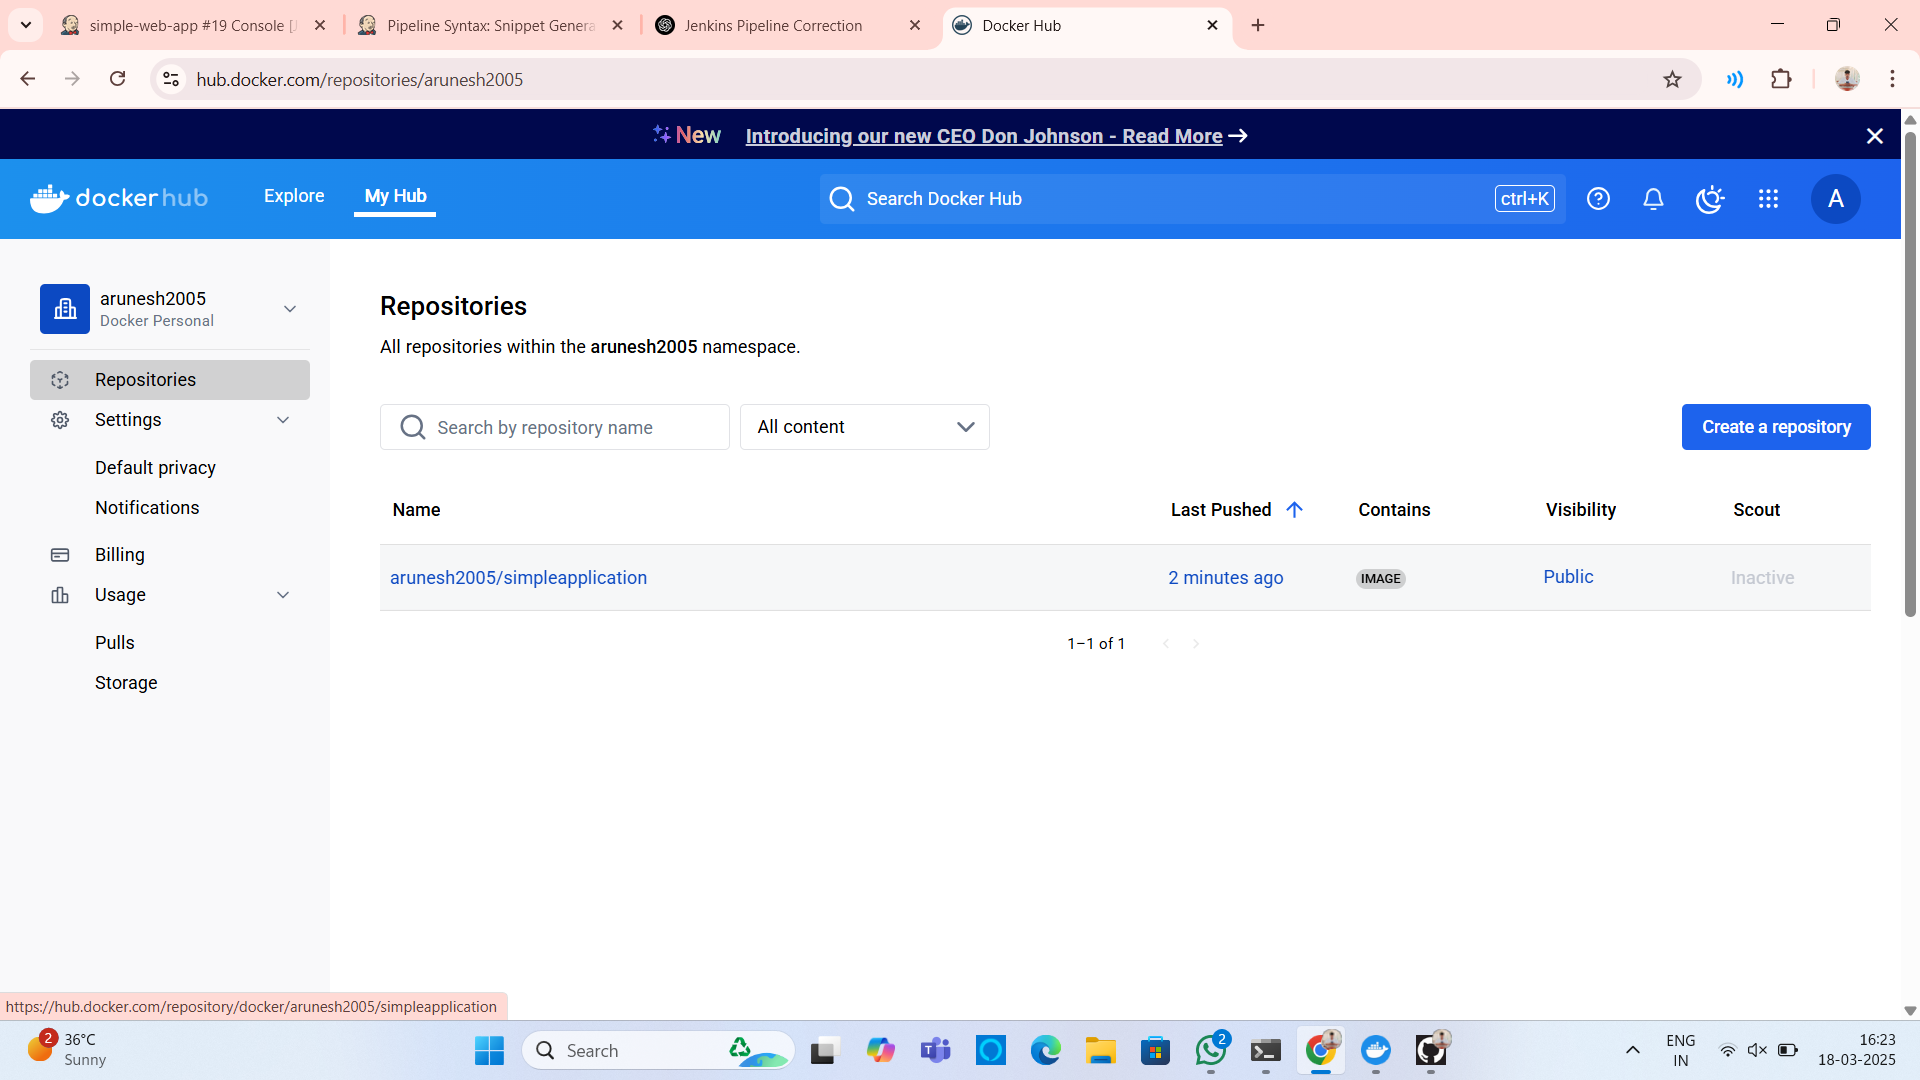 simple-web-app #19 Console [J
Pipeline Syntax: Snippet Genera
Jenkins Pipeline Correction
Docker Hub
hub.docker.com/repositories/arunesh2005
New Introducing our new CEO Don Johnson - Read More
docker hub
Explore
My Hub
Search Docker Hub
ctrl+K
A
arunesh2005
Docker Personal
Repositories
Settings
Default privacy
Notifications
Billing
Usage
Pulls
Storage
Repositories
All repositories within the arunesh2005 namespace.
Search by repository name
All content
Create a repository
Name Last Pushed Contains Visibility Scout
arunesh2005/simpleapplication 2 minutes ago IMAGE Public Inactive
1–1 of 1
https://hub.docker.com/repository/docker/arunesh2005/simpleapplication
2
36°C
Sunny
Search
2
ENG
IN
16:23
18-03-2025